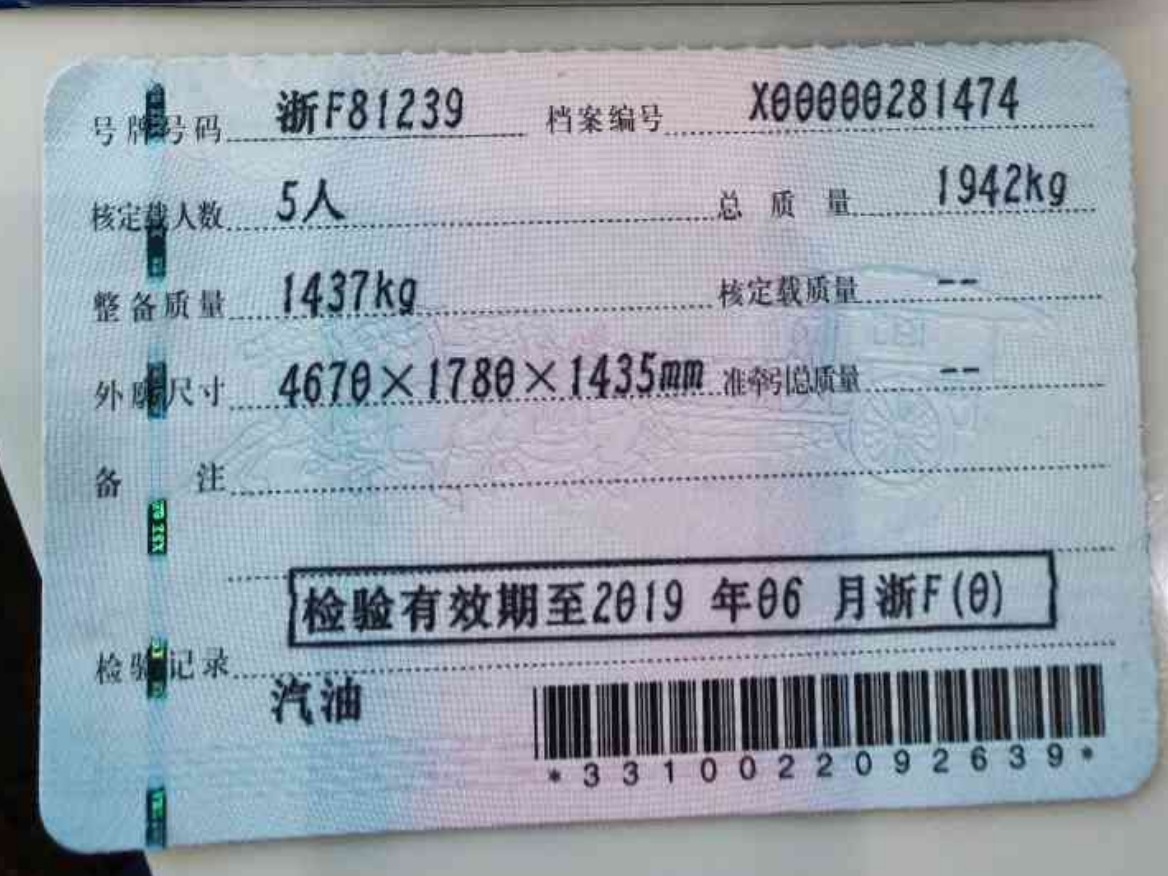 号牌号码 浙F81239 档案编号 X00000281474
核定载人数 5人 总质量 1942kg
整备质量 1437kg 核定载质量 --
外廓尺寸 4670×1780×1435mm 准牵引总质量 --
备注
检验有效期至2019 年06 月浙F(0)
检验记录
汽油
*331002209 2639*